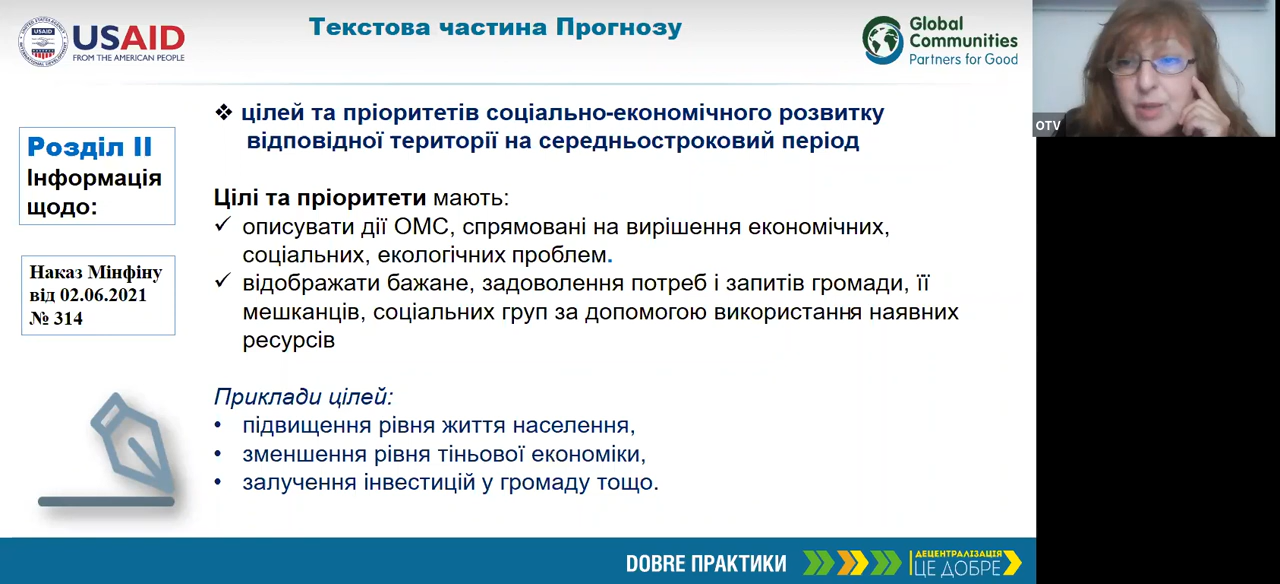 USAID
FROM THE AMERICAN PEOPLE
Текстова частина Прогнозу
Global
Communities
Partners for Good
OTV
Розділ ІІ
Інформація
щодо:
Наказ Мінфіну
від 02.06.2021
№ 314
❖ цілей та пріоритетів соціально-економічного розвитку
відповідної території на середньостроковий період
Цілі та пріоритети мають:
✓ описувати дії ОМС, спрямовані на вирішення економічних,
соціальних, екологічних проблем.
✓ відображати бажане, задоволення потреб і запитів громади, її
мешканців, соціальних груп за допомогою використання наявних
ресурсів
Приклади цілей:
• підвищення рівня життя населення,
• зменшення рівня тіньової економіки,
• залучення інвестицій у громаду тощо.
DOBRE ПРАКТИКИ
ДЕЦЕНТРАЛІЗАЦІЯ
ЦЕ ДОБРЕ